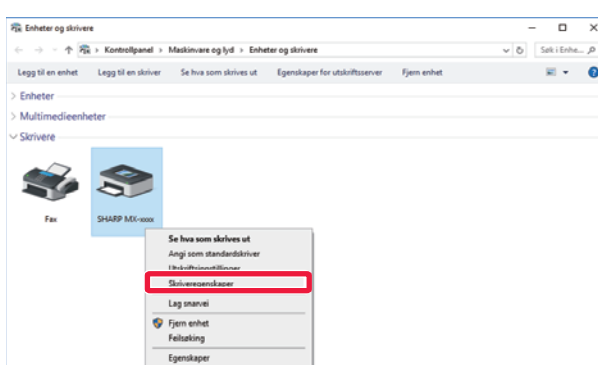 Enheter og skrivere
Kontrollpanel > Maskinvare og lyd > Enheter og skrivere
Søk i Enhe...
Legg til en enhet Legg til en skriver Se hva som skrives ut Egenskaper for utskriftsserver Fjern enhet
> Enheter
> Multimedieenheter
Skrivere
Fax SHARP MX-xxxx
Se hva som skrives ut
Angi som standardskriver
Utskriftsinnstillinger
Skriveregenskaper
Lag snarvei
Fjern enhet
Feilsøking
Egenskaper